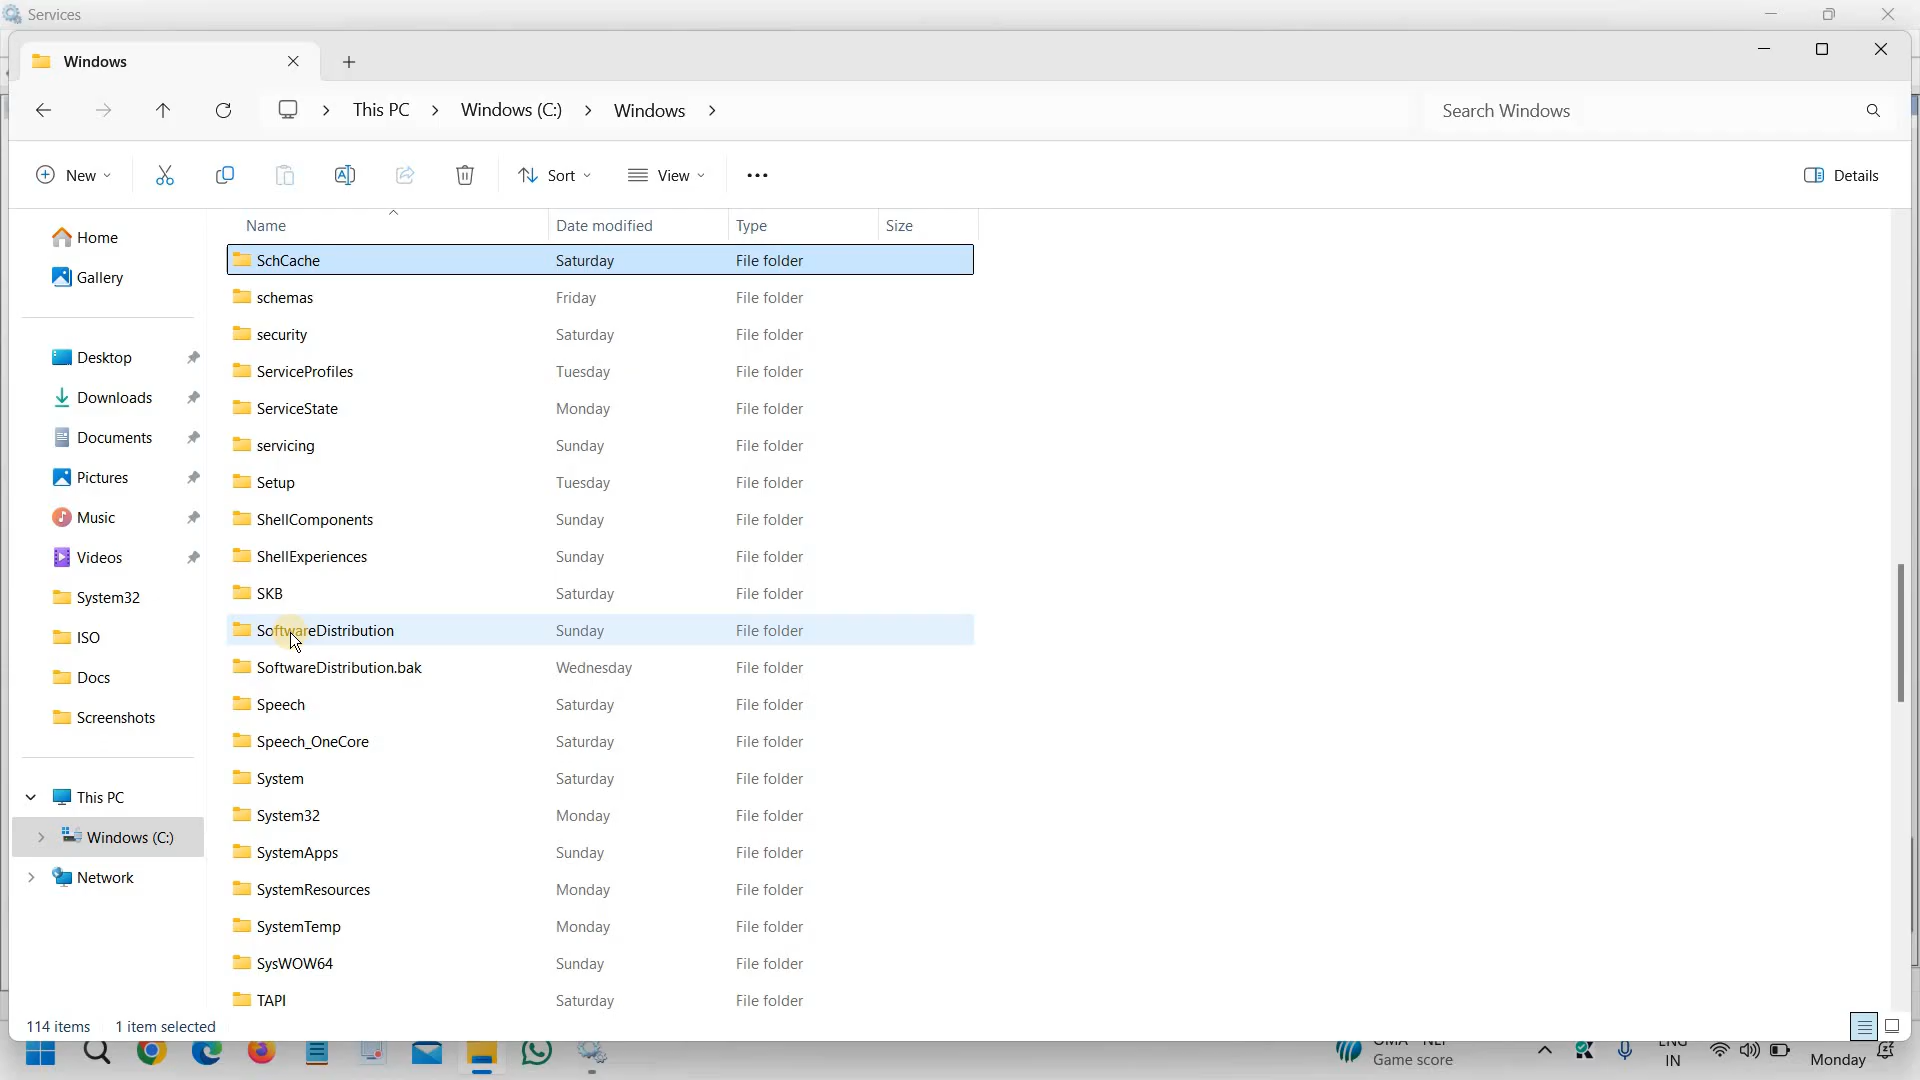 Services
Windows
This PC
Windows (C:)
Windows
Search Windows
New
Sort
View
Details
Name
Date modified
Type
Size
Home
Gallery
Desktop
Downloads
Documents
Pictures
Music
Videos
System32
ISO
Docs
Screenshots
This PC
Windows (C:)
Network
SchCache Saturday File folder
schemas Friday File folder
security Saturday File folder
ServiceProfiles Tuesday File folder
ServiceState Monday File folder
servicing Sunday File folder
Setup Tuesday File folder
ShellComponents Sunday File folder
ShellExperiences Sunday File folder
SKB Saturday File folder
SoftwareDistribution Sunday File folder
SoftwareDistribution.bak Wednesday File folder
Speech Saturday File folder
Speech_OneCore Saturday File folder
System Saturday File folder
System32 Monday File folder
SystemApps Sunday File folder
SystemResources Monday File folder
SystemTemp Monday File folder
SysWOW64 Sunday File folder
TAPI Saturday File folder
114 items 1 item selected
Game score
ENG
IN
Monday